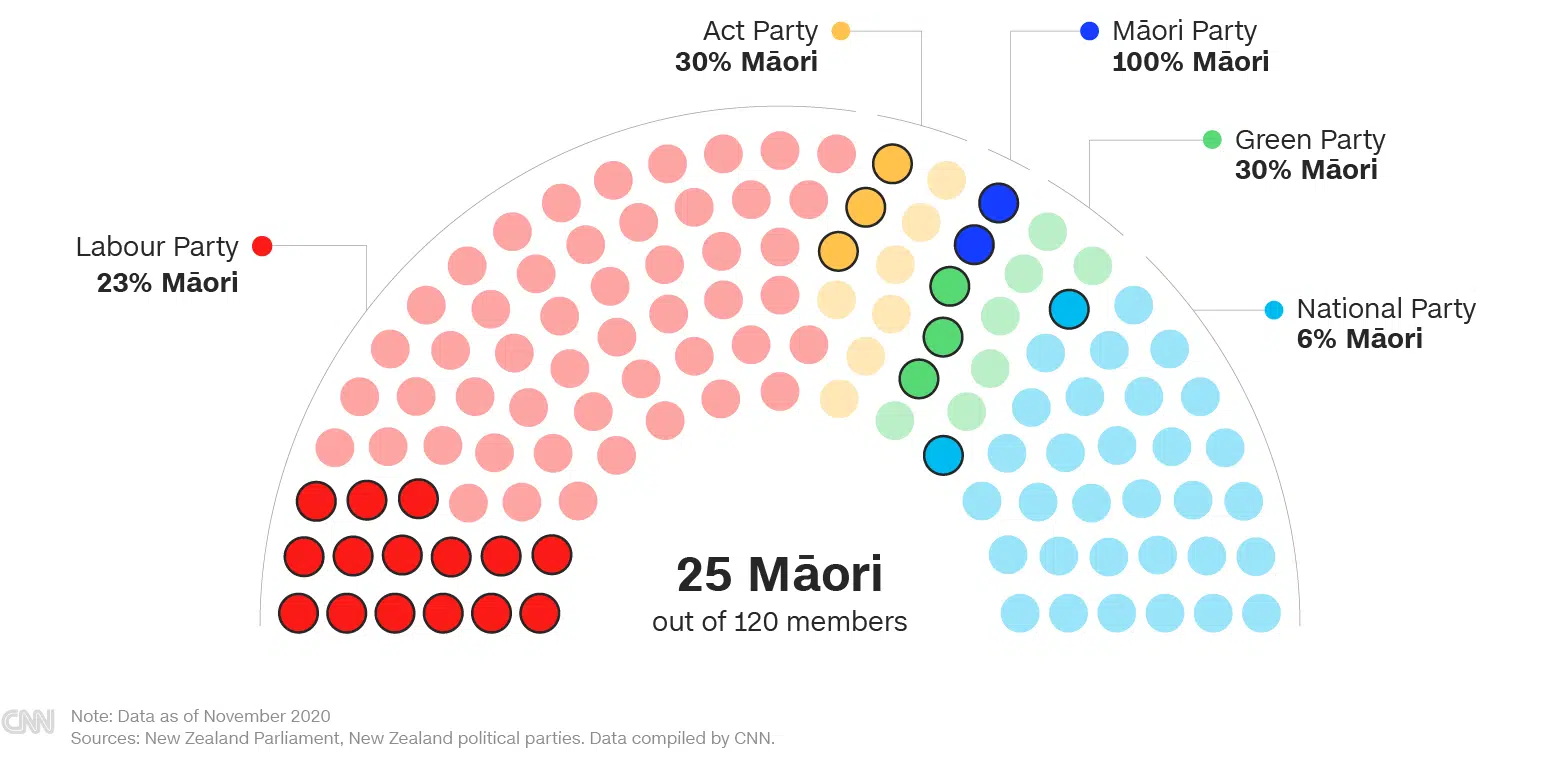 Act Party
30% Māori
Māori Party
100% Māori
Green Party
30% Māori
Labour Party
23% Māori
National Party
6% Māori
25 Māori
out of 120 members
CNN
Note: Data as of November 2020
Sources: New Zealand Parliament, New Zealand political parties. Data compiled by CNN.